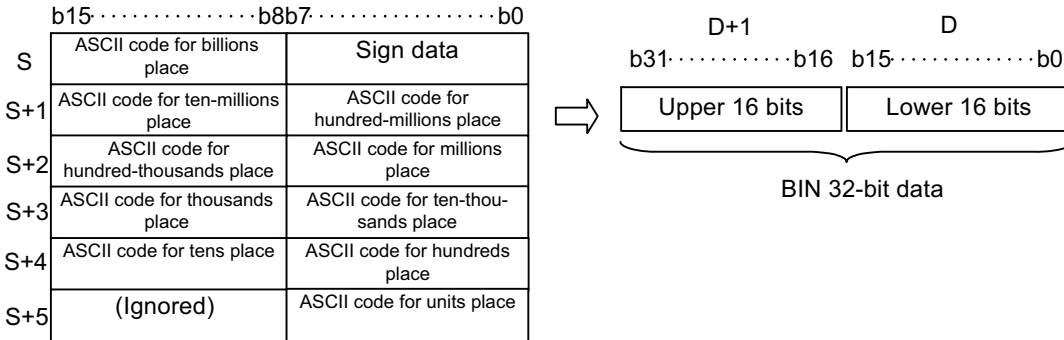 b15··············b8b7··············b0
S
ASCII code for billions
place
Sign data
S+1
ASCII code for ten-millions
place
ASCII code for
hundred-millions place
S+2
ASCII code for
hundred-thousands place
ASCII code for millions
place
S+3
ASCII code for thousands
place
ASCII code for ten-thou-
sands place
S+4
ASCII code for tens place
ASCII code for hundreds
place
S+5
(Ignored)
ASCII code for units place
D+1
D
b31············b16
b15··············b0
Upper 16 bits
Lower 16 bits
BIN 32-bit data